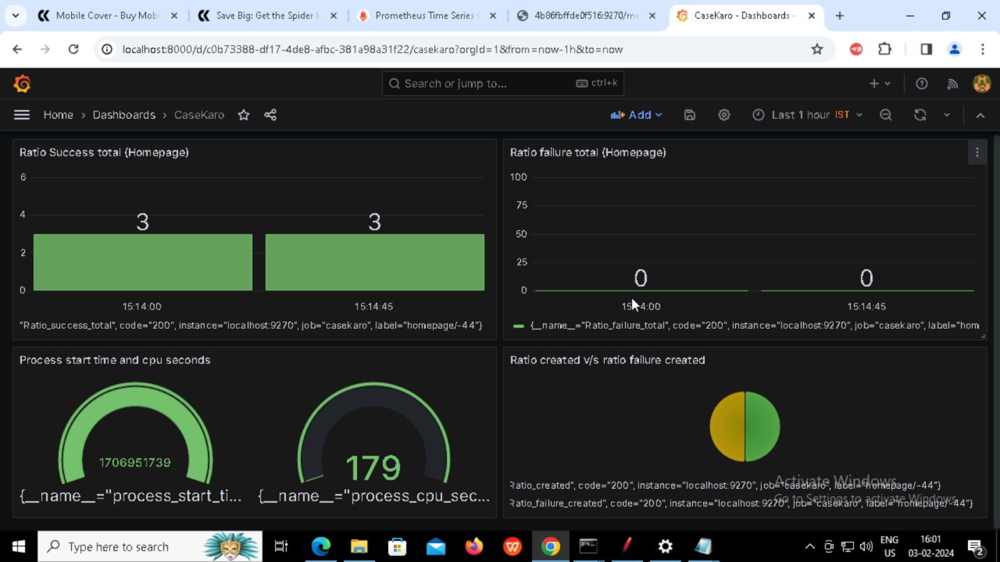 Mobile Cover - Buy Mobi
Save Big: Get the Spider
Prometheus Time Series
4b86fbffde0f516:9270/me
CaseKaro - Dashboards -
localhost:8000/d/c0b73388-df17-4de8-afbc-381a98a31f22/casekaro?orgId=1&from=now-1h&to=now
Search or jump to...
ctrl+k
Home › Dashboards › CaseKaro
Add
Last 1 hour IST
Ratio Success total (Homepage)
6
4
2
0
3
3
15:14:00
15:14:45
"Ratio_success_total", code="200", instance="localhost:9270", job="casekaro", label="homepage/-44"}
Ratio failure total (Homepage)
100
75
50
25
0
0
0
15:14:00
15:14:45
{__name__="Ratio_failure_total", code="200", instance="localhost:9270", job="casekaro", label="hom
Process start time and cpu seconds
1706951739
179
{__name__="process_start_ti...
{__name__="process_cpu_sec...
Ratio created v/s ratio failure created
Ratio_created", code="200", instance="localhost:9270", job="casekaro", label="homepage/-44"}
Ratio_failure_created", code="200", instance="localhost:9270", job="casekaro", label="homepage/-44"}
Activate Windows
Go to Settings to activate Windows.
Type here to search
ENG
US
16:01
03-02-2024
2